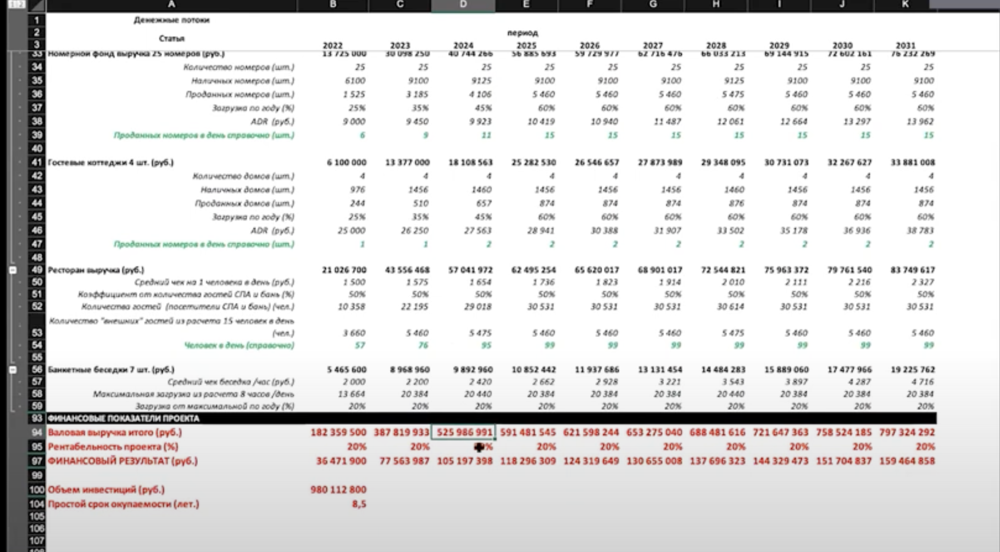 1 2
A B C D E F G H I J K
1 Денежные потоки
2 период
Статья
3 2022 2023 2024 2025 2026 2027 2028 2029 2030 2031
33 Номерной фонд выручка 25 номеров (руб.) 13 725 000 30 098 250 40 744 266 56 885 693 59 729 977 62 716 476 66 033 213 69 144 915 72 602 161 76 232 269
34 Количество номеров (шт.) 25 25 25 25 25 25 25 25 25 25
35 Наличных номеров (шт.) 6100 9100 9125 9100 9100 9100 9125 9100 9100 9100
36 Проданных номеров (шт.) 1 525 3 185 4 106 5 460 5 460 5 460 5 475 5 460 5 460 5 460
37 Загрузка по году (%) 25% 35% 45% 60% 60% 60% 60% 60% 60% 60%
38 ADR (руб.) 9 000 9 450 9 923 10 419 10 940 11 487 12 061 12 664 13 297 13 962
39 Проданных номеров в день справочно (шт.) 6 9 11 15 15 15 15 15 15 15
40
41 Гостевые коттеджи 4 шт. (руб.) 6 100 000 13 377 000 18 108 563 25 282 530 26 546 657 27 873 989 29 348 095 30 731 073 32 267 627 33 881 008
42 Количество домов (шт.) 4 4 4 4 4 4 4 4 4 4
43 Наличных домов (шт.) 976 1456 1460 1456 1456 1456 1460 1456 1456 1456
44 Проданных домов (шт.) 244 510 657 874 874 874 876 874 874 874
45 Загрузка по году (%) 25% 35% 45% 60% 60% 60% 60% 60% 60% 60%
46 ADR (руб.) 25 000 26 250 27 563 28 941 30 388 31 907 33 502 35 178 36 936 38 783
47 Проданных номеров в день справочно (шт.) 1 1 2 2 2 2 2 2 2 2
48
49 Ресторан выручка (руб.) 21 026 700 43 556 468 57 041 972 62 495 254 65 620 017 68 901 017 72 544 821 75 963 372 79 761 540 83 749 617
50 Средний чек на 1 человека в день (руб.) 1 500 1 575 1 654 1 736 1 823 1 914 2 010 2 111 2 216 2 327
51 Коэффициент от количества гостей СПА и бань (%) 50% 50% 50% 50% 50% 50% 50% 50% 50% 50%
52 Количества гостей (посетители СПА и бань) (чел.) 10 358 22 195 29 018 30 531 30 531 30 531 30 614 30 531 30 531 30 531
Количество "внешних" гостей из расчета 15 человек в день
53 (чел.) 3 660 5 460 5 475 5 460 5 460 5 460 5 475 5 460 5 460 5 460
54 Человек в день (справочно) 57 76 95 99 99 99 99 99 99 99
55
56 Банкетные беседки 7 шт. (руб.) 5 465 600 8 968 960 9 892 960 10 852 442 11 937 686 13 131 454 14 484 283 15 889 060 17 477 966 19 225 762
57 Средний чек беседка /час (руб.) 2 000 2 200 2 420 2 662 2 928 3 221 3 543 3 897 4 287 4 716
58 Максимальная загрузка из расчета 8 часов /день 13 664 20 384 20 440 20 384 20 384 20 384 20 440 20 384 20 384 20 384
59 Загрузка от максимальной по году (%) 20% 20% 20% 20% 20% 20% 20% 20% 20% 20%
93 ФИНАНСОВЫЕ ПОКАЗАТЕЛИ ПРОЕКТА
94 Валовая выручка итого (руб.) 182 359 500 387 819 933 525 986 991 591 481 545 621 598 244 653 275 040 688 481 616 721 647 363 758 524 185 797 324 292
95 Рентабельность проекта (%) 20% 20% % 20% 20% 20% 20% 20% 20% 20%
97 ФИНАНСОВЫЙ РЕЗУЛЬТАТ (руб.) 36 471 900 77 563 987 105 197 398 118 296 309 124 319 649 130 655 008 137 696 323 144 329 473 151 704 837 159 464 858
99
100 Объем инвестиций (руб.) 980 112 800
104 Простой срок окупаемости (лет.) 8,5
105
106
107